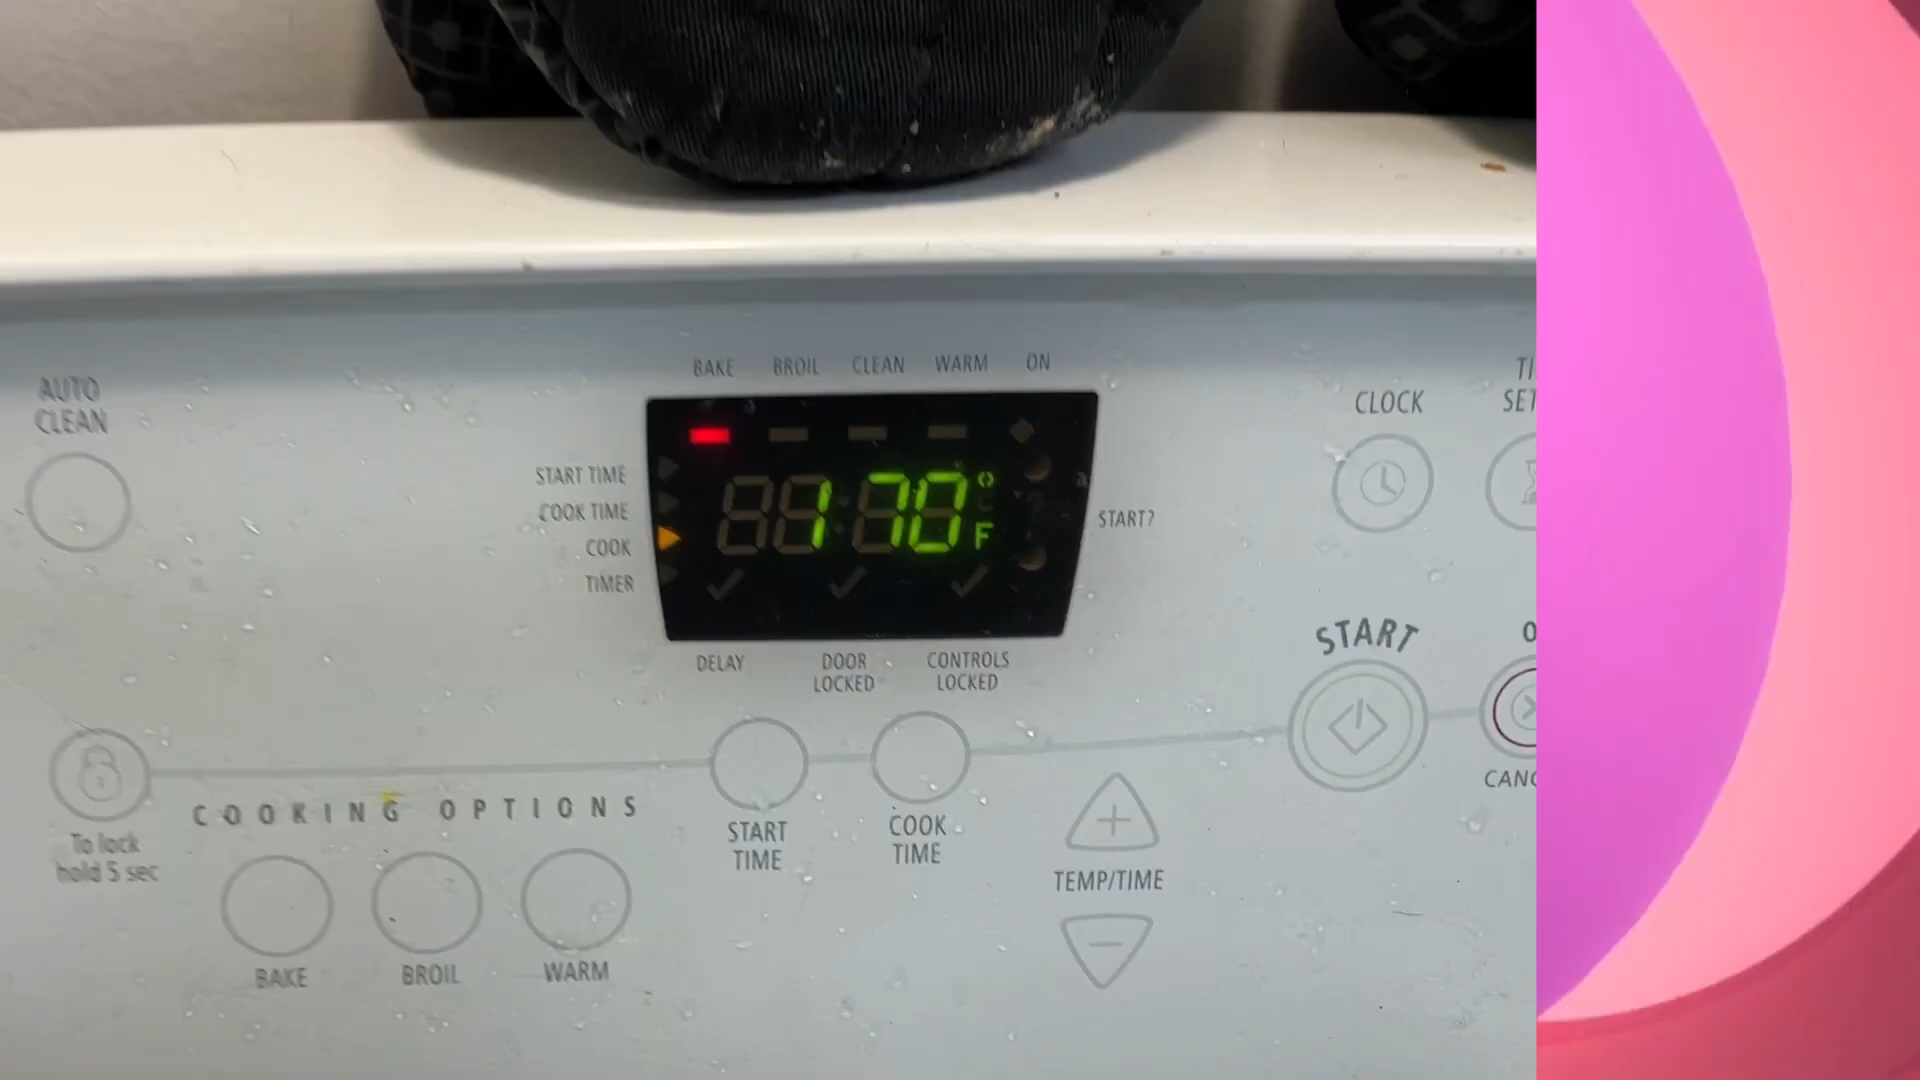 BAKE BROIL CLEAN WARM ON
AUTO
CLEAN
START TIME
COOK TIME
COOK
TIMER
170°F
START?
CLOCK
DELAY
DOOR
LOCKED
CONTROLS
LOCKED
START
To lock
hold 5 sec
COOKING OPTIONS
START
TIME
COOK
TIME
TEMP/TIME
BAKE
BROIL
WARM